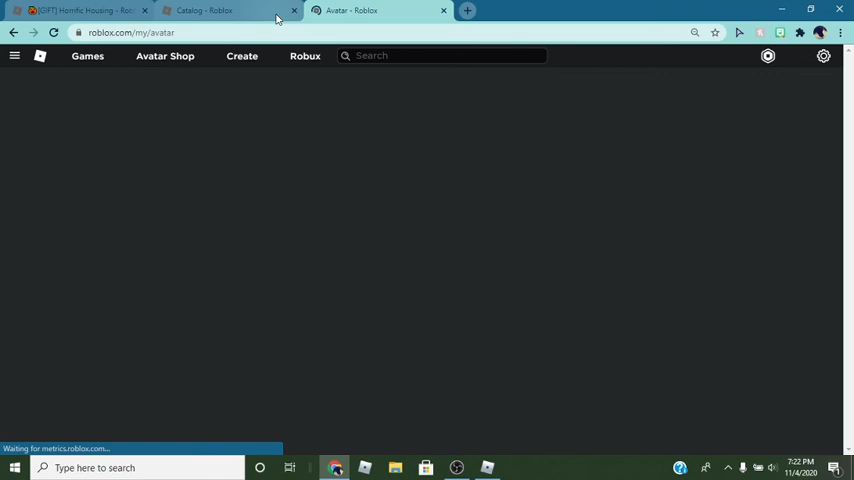 [GIFT] Horrific Housing - Rob
Catalog - Roblox
Avatar - Roblox
roblox.com/my/avatar
Games
Avatar Shop
Create
Robux
Search
Waiting for metrics.roblox.com...
Type here to search
7:22 PM
11/4/2020